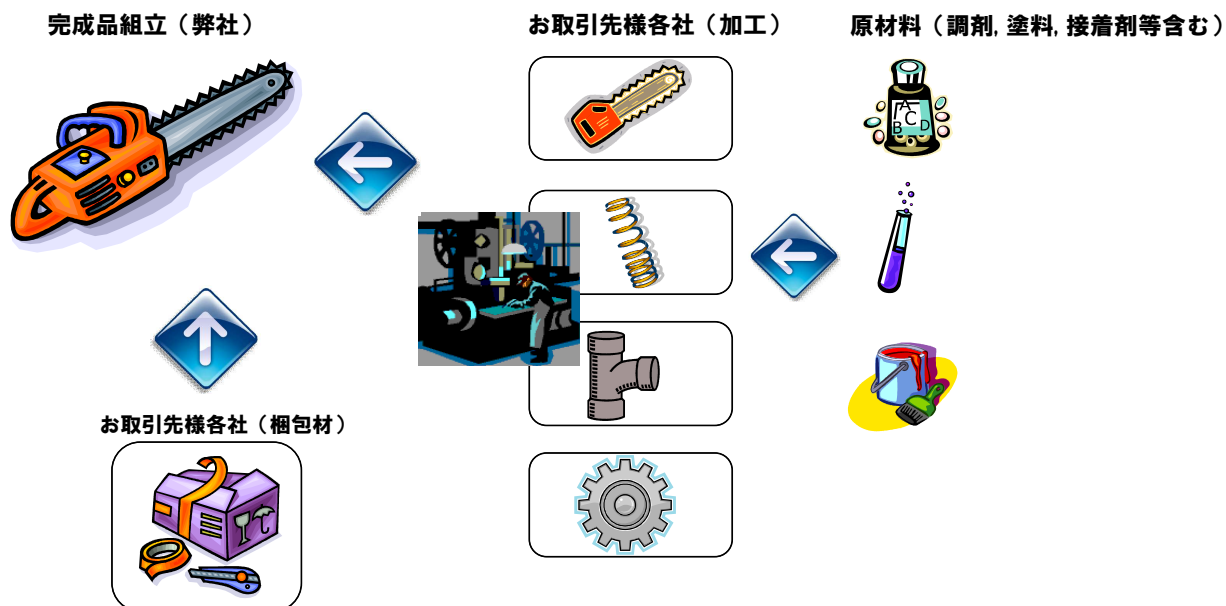 完成品組立（弊社）
お取引先様各社（加工）
原材料（調剤, 塗料, 接着剤等含む）
A
C
B D
お取引先様各社（梱包材）